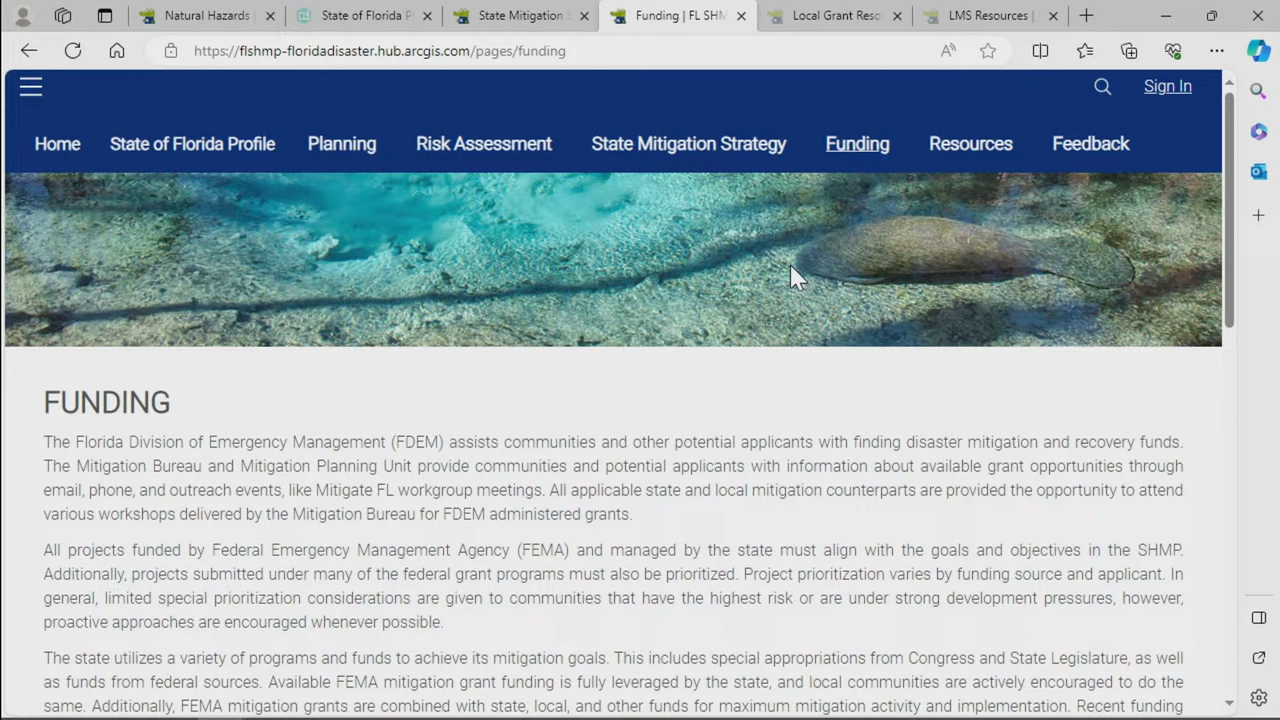 Natural Hazards |
State of Florida P
State Mitigation S
Funding | FL SHM
Local Grant Reso
LMS Resources |
https://flshmp-floridadisaster.hub.arcgis.com/pages/funding
Sign In
Home State of Florida Profile Planning Risk Assessment State Mitigation Strategy Funding Resources Feedback
FUNDING
The Florida Division of Emergency Management (FDEM) assists communities and other potential applicants with finding disaster mitigation and recovery funds.
The Mitigation Bureau and Mitigation Planning Unit provide communities and potential applicants with information about available grant opportunities through
email, phone, and outreach events, like Mitigate FL workgroup meetings. All applicable state and local mitigation counterparts are provided the opportunity to attend
various workshops delivered by the Mitigation Bureau for FDEM administered grants.
All projects funded by Federal Emergency Management Agency (FEMA) and managed by the state must align with the goals and objectives in the SHMP.
Additionally, projects submitted under many of the federal grant programs must also be prioritized. Project prioritization varies by funding source and applicant. In
general, limited special prioritization considerations are given to communities that have the highest risk or are under strong development pressures, however,
proactive approaches are encouraged whenever possible.
The state utilizes a variety of programs and funds to achieve its mitigation goals. This includes special appropriations from Congress and State Legislature, as well
as funds from federal sources. Available FEMA mitigation grant funding is fully leveraged by the state, and local communities are actively encouraged to do the
same. Additionally, FEMA mitigation grants are combined with state, local, and other funds for maximum mitigation activity and implementation. Recent funding